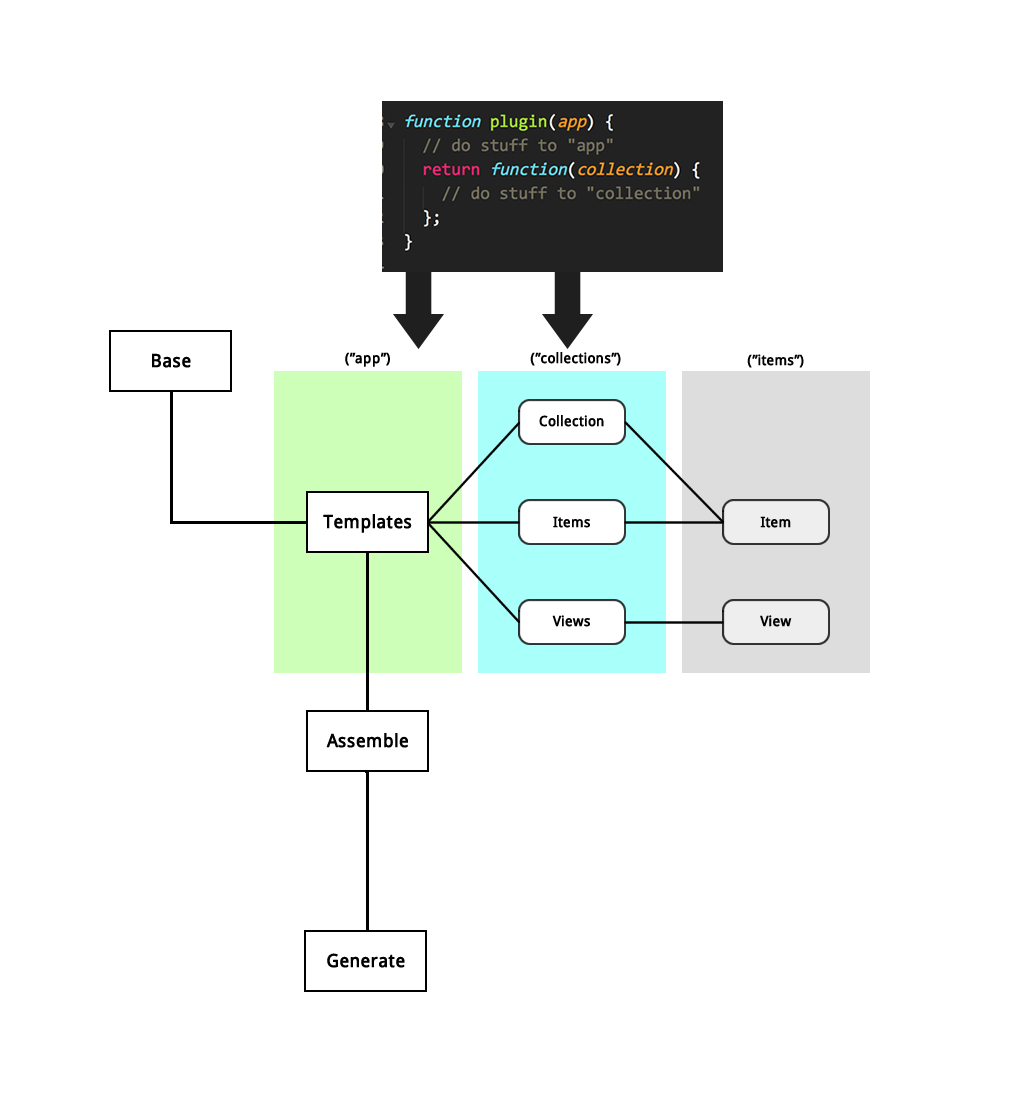 function plugin(app) {
// do stuff to "app"
return function(collection) {
// do stuff to "collection"
};
}
("app")
("collections")
("items")
Base
Collection
Templates
Items
Item
Views
View
Assemble
Generate